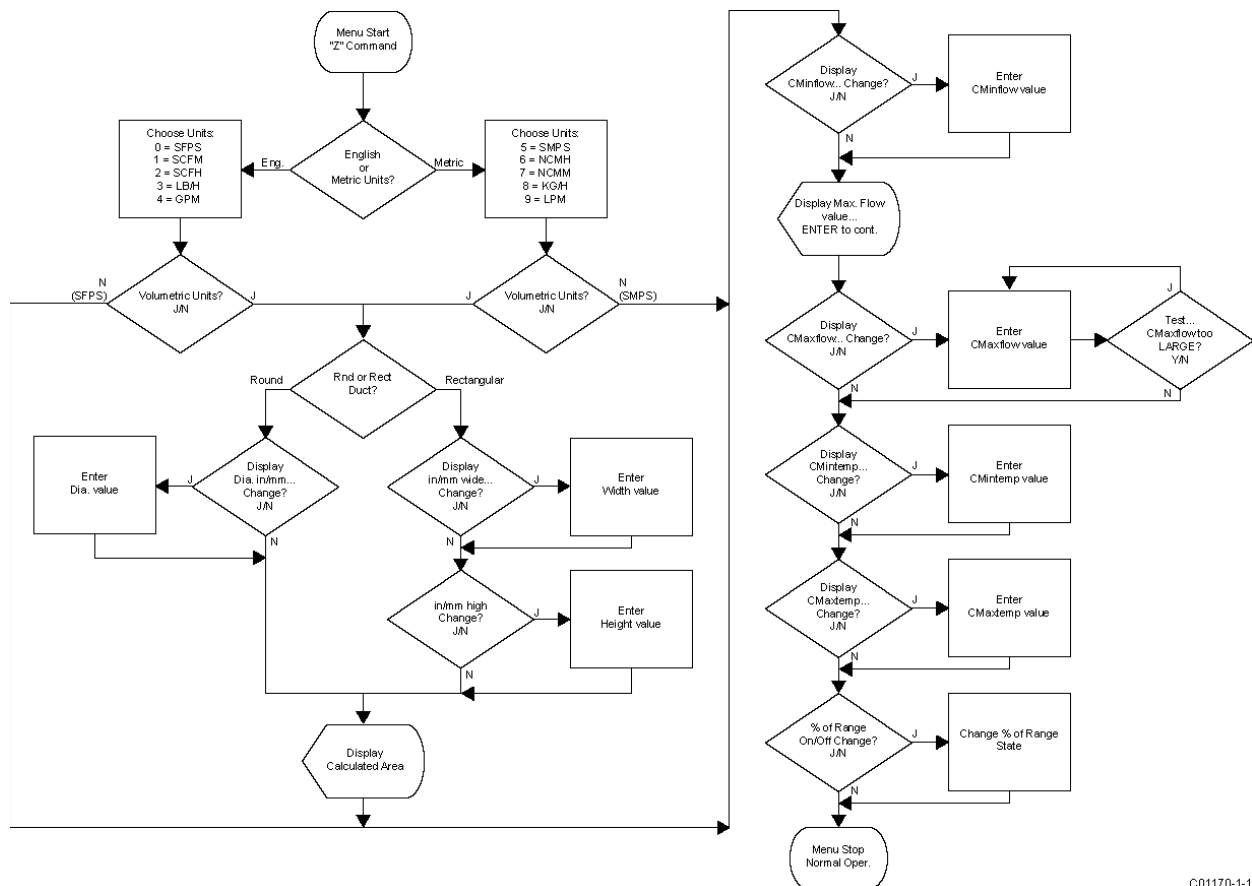 Menu Start
"Z" Command
Choose Units:
0 = SFPS
1 = SCFM
2 = SCFH
3 = LB/H
4 = GPM
Eng.
English
or
Metric Units?
Metric
Choose Units:
5 = SMPS
6 = NCMH
7 = NCMM
8 = KG/H
9 = LPM
N
(SFPS)
Volumetric Units?
J/N
J
J
Volumetric Units?
J/N
N
(SMPS)
Round
Rnd or Rect
Duct?
Rectangular
Enter
Dia. value
J
Display
Dia. in/mm...
Change?
J/N
N
Display
in/mm wide...
Change?
J/N
J
N
Enter
Width value
in/mm high
Change?
J/N
J
N
Enter
Height value
Display
Calculated Area
Display
CMinflow... Change?
J/N
J
N
Enter
CMinflow value
Display Max. Flow
value...
ENTER to cont.
Display
CMaxflow... Change?
J/N
J
N
Enter
CMaxflow value
J
Test...
CMaxflow too
LARGE?
Y/N
N
Display
CMintemp...
Change?
J/N
J
N
Enter
CMintemp value
Display
CMaxtemp...
Change?
J/N
J
N
Enter
CMaxtemp value
% of Range
On/Off Change?
J/N
J
N
Change % of Range
State
Menu Stop
Normal Oper.
C01170-1-1